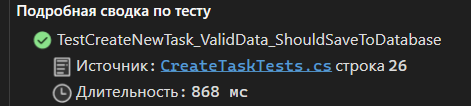 Подробная сводка по тесту
TestCreateNewTask_ValidData_ShouldSaveToDatabase
Источник: CreateTaskTests.cs строка 26
Длительность: 868 мс